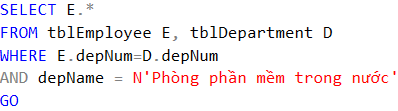 SELECT E.*
FROM tblEmployee E, tblDepartment D
WHERE E.depNum=D.depNum
AND depName = N'Phòng phần mềm trong nước'
GO